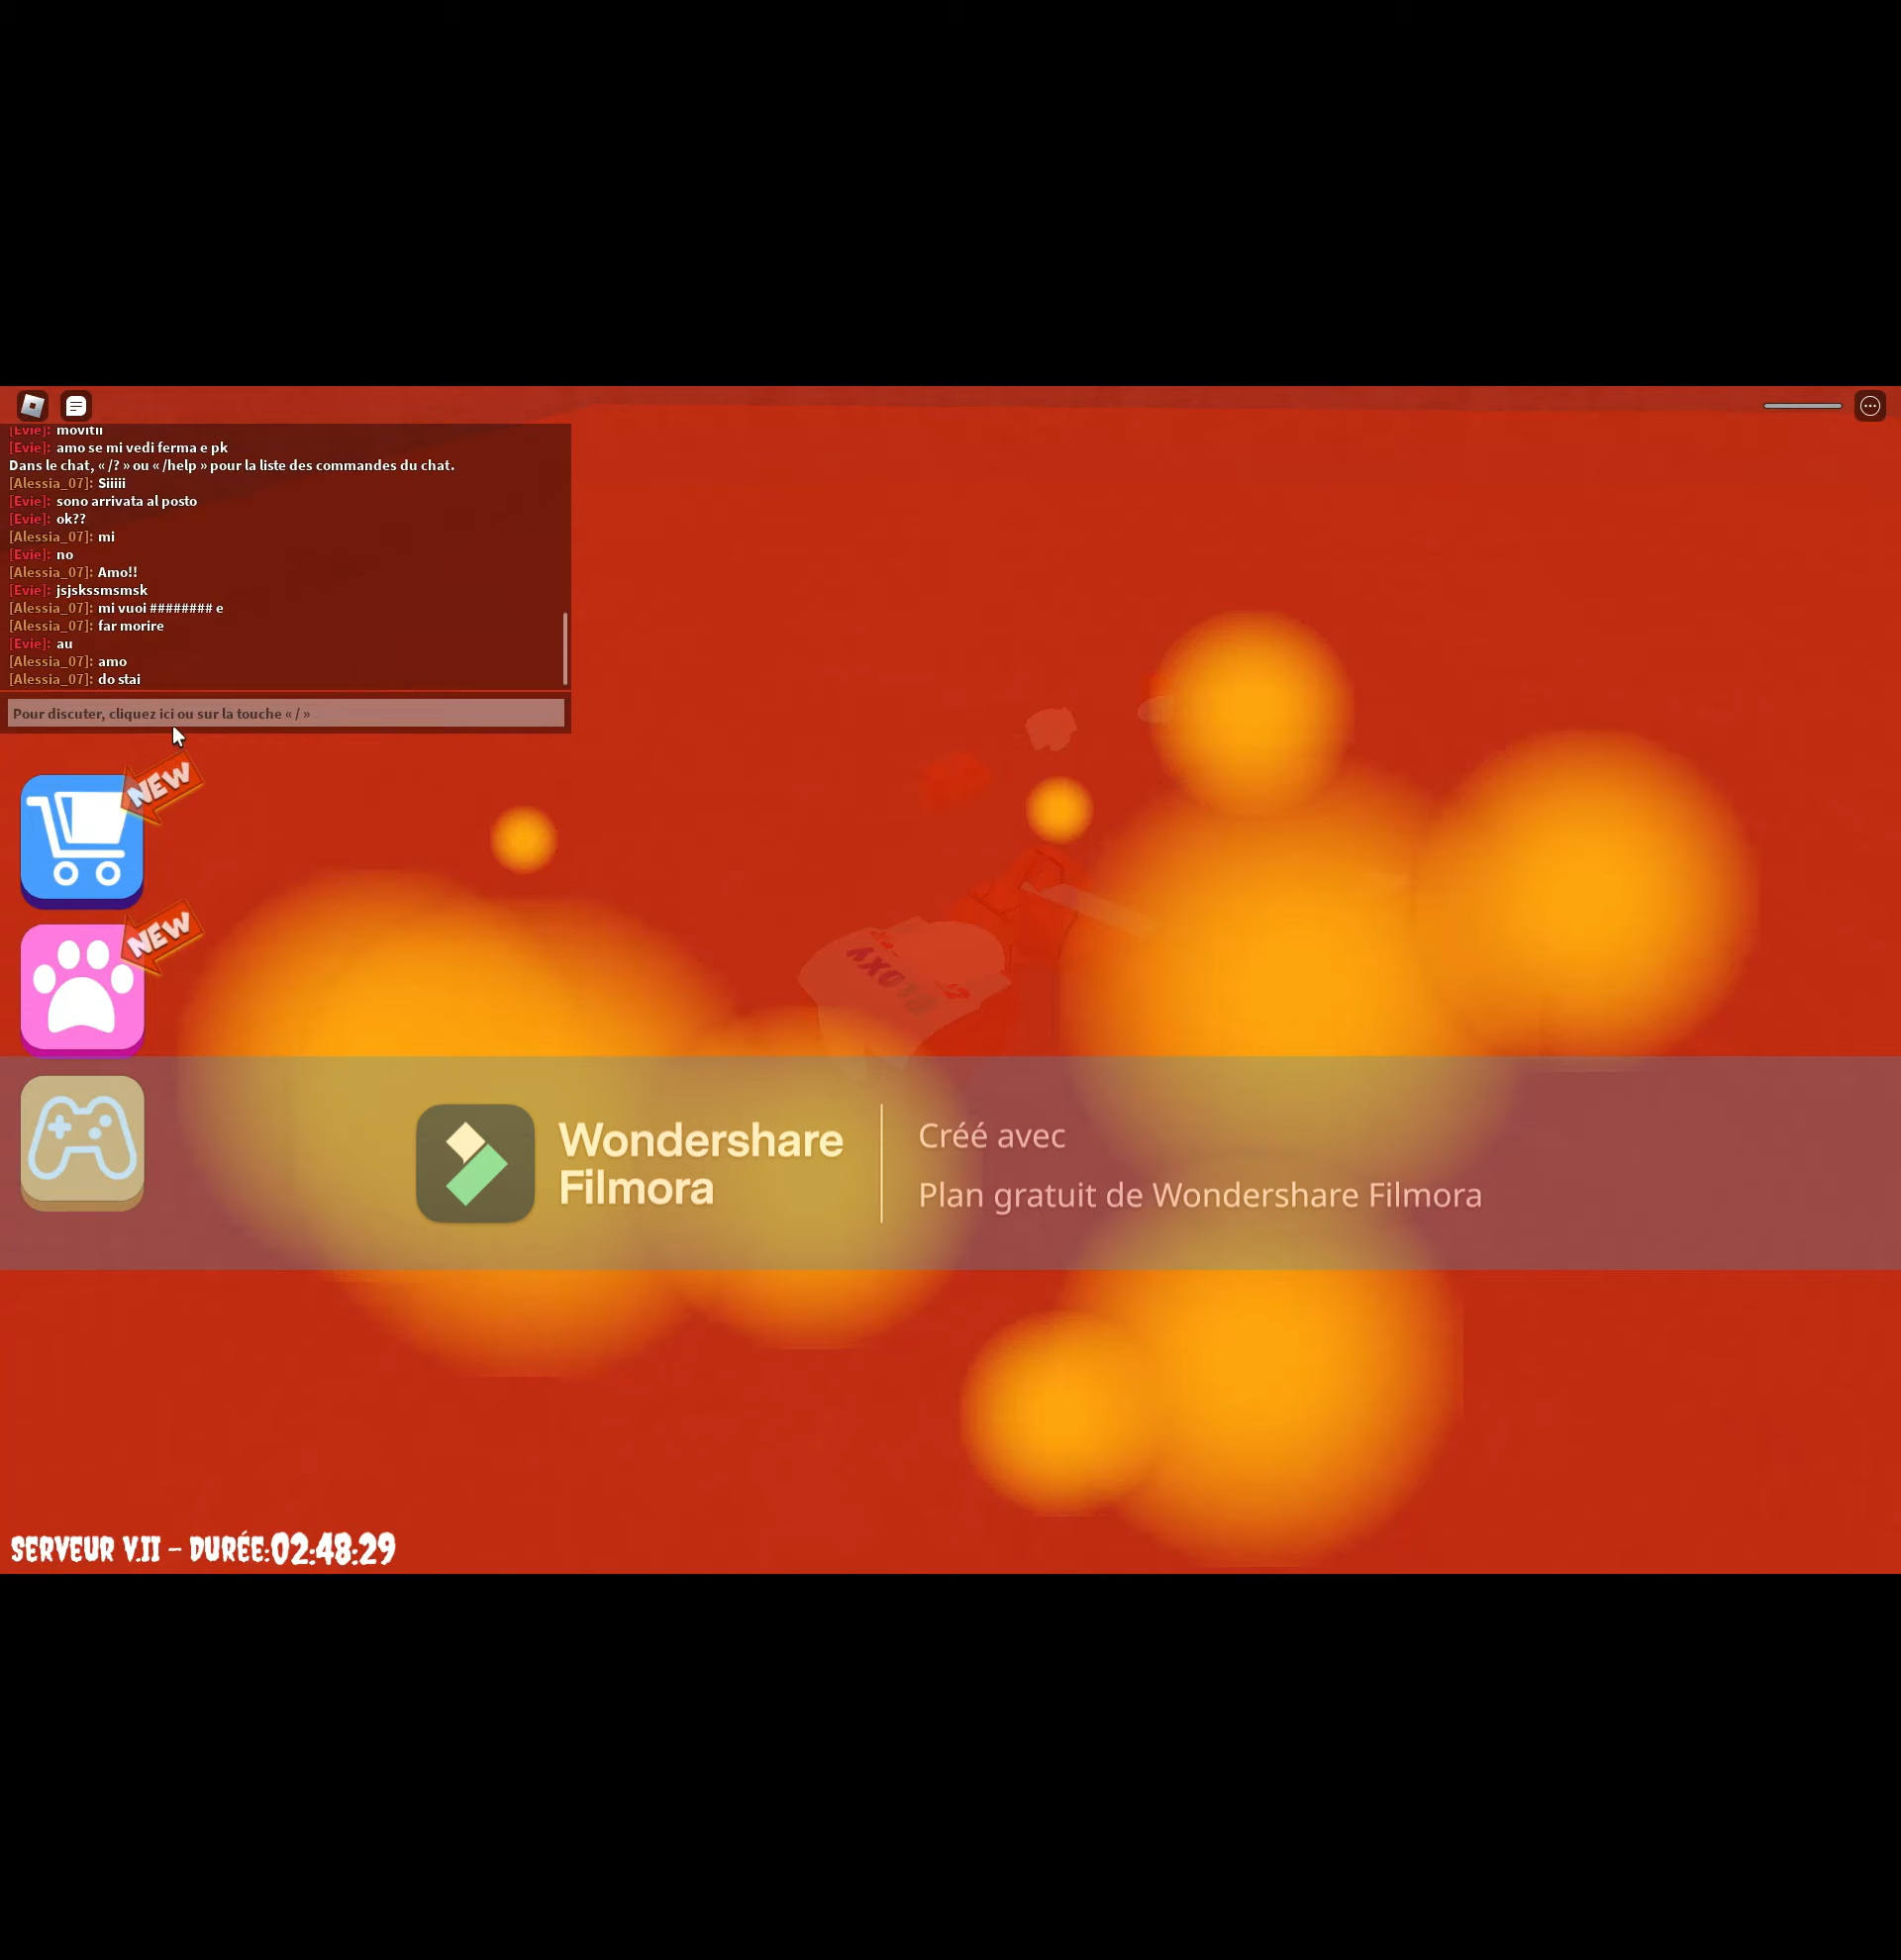 [Evie]: movitii
[Evie]: amo se mi vedi ferma e pk
Dans le chat, « /? » ou « /help » pour la liste des commandes du chat.
[Alessia_07]: Siiiii
[Evie]: sono arrivata al posto
[Evie]: ok??
[Alessia_07]: mi
[Evie]: no
[Alessia_07]: Amo!!
[Evie]: jsjskssmsmsk
[Alessia_07]: mi vuoi ######## e
[Alessia_07]: far morire
[Evie]: au
[Alessia_07]: amo
[Alessia_07]: do stai
Pour discuter, cliquez ici ou sur la touche « / »
NEW
NEW
Wondershare
Filmora
Créé avec
Plan gratuit de Wondershare Filmora
SERVEUR V.II - DURÉE:02:48:29